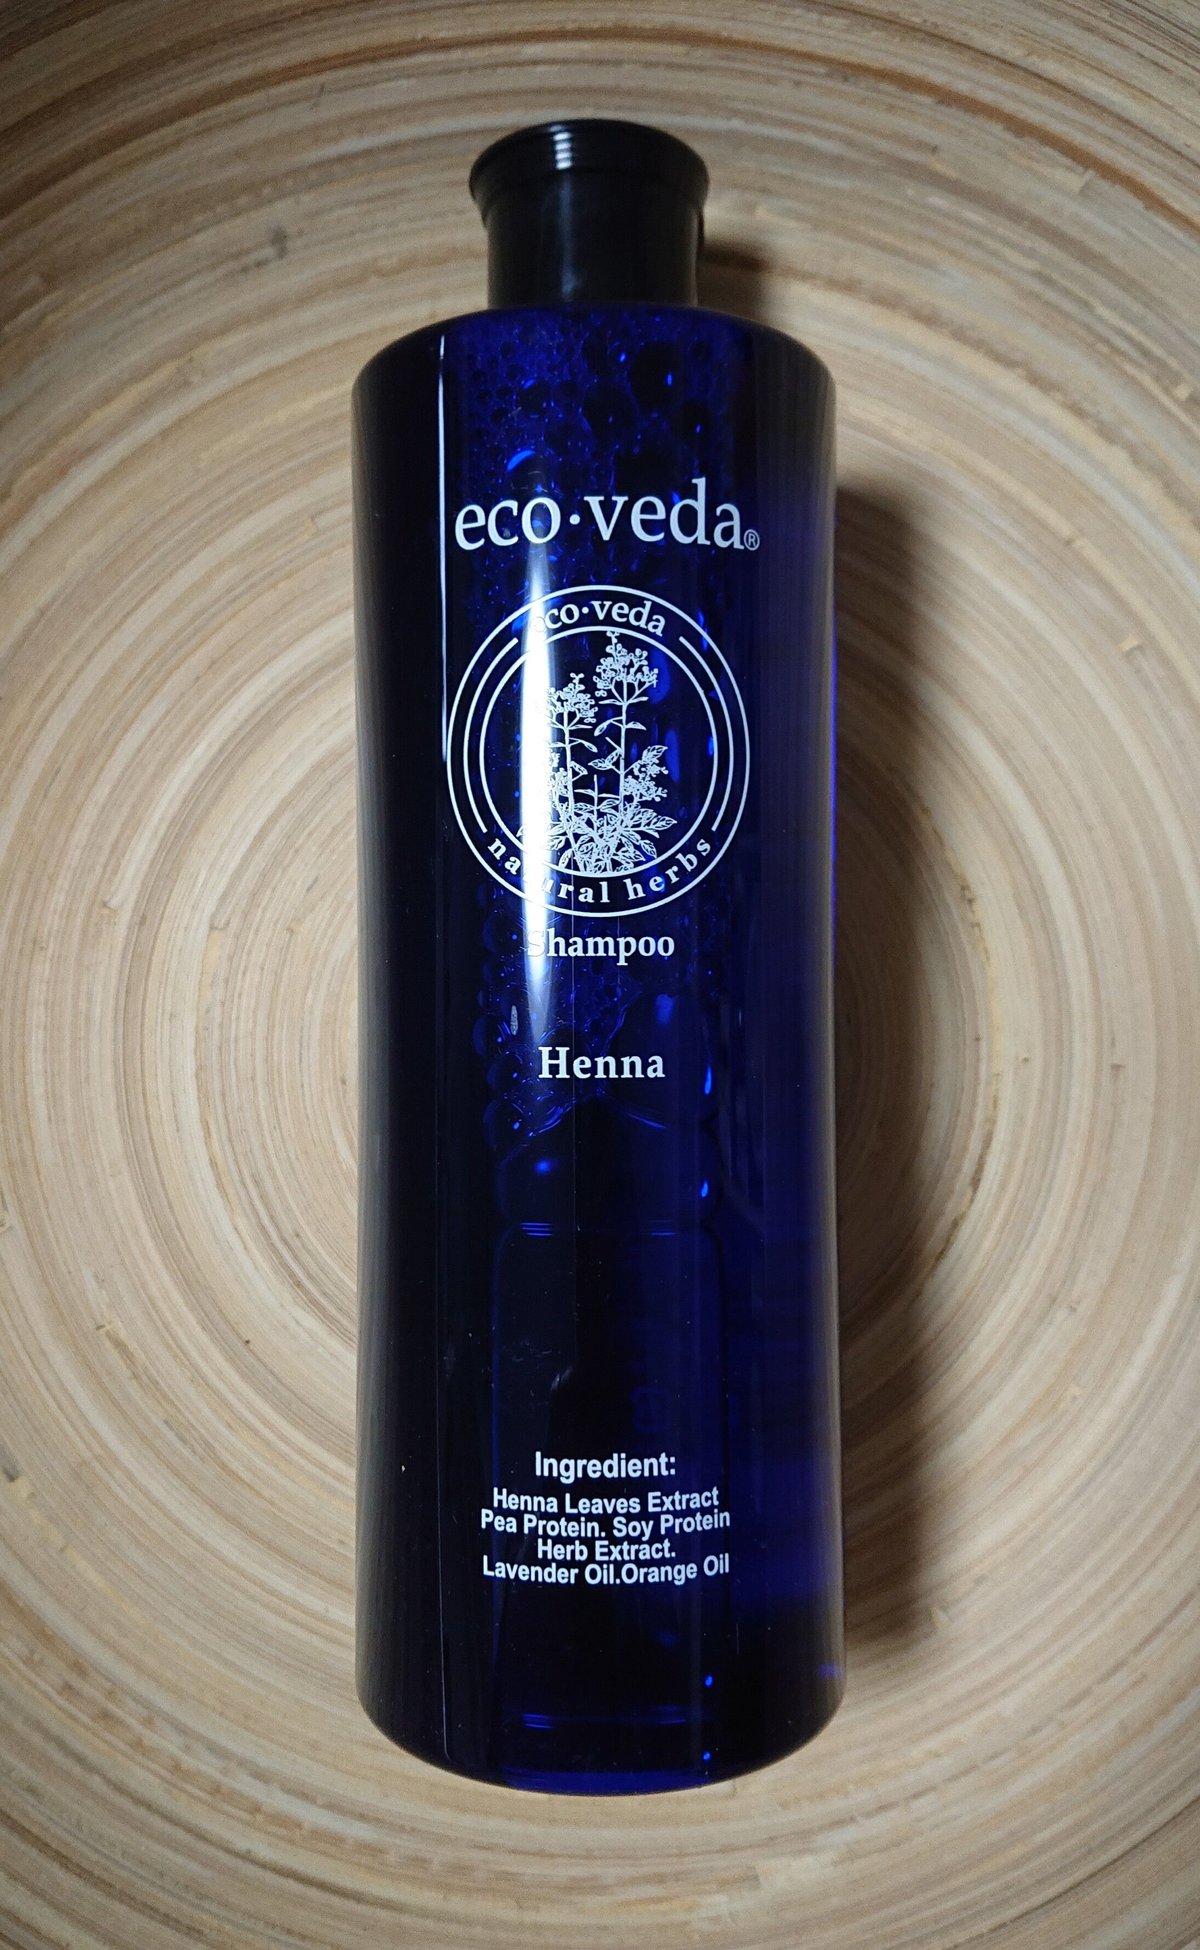 eco·veda®
eco·veda
natural herbs
Shampoo
Henna
Ingredient:
Henna Leaves Extract
Pea Protein. Soy Protein
Herb Extract.
Lavender Oil.Orange Oil